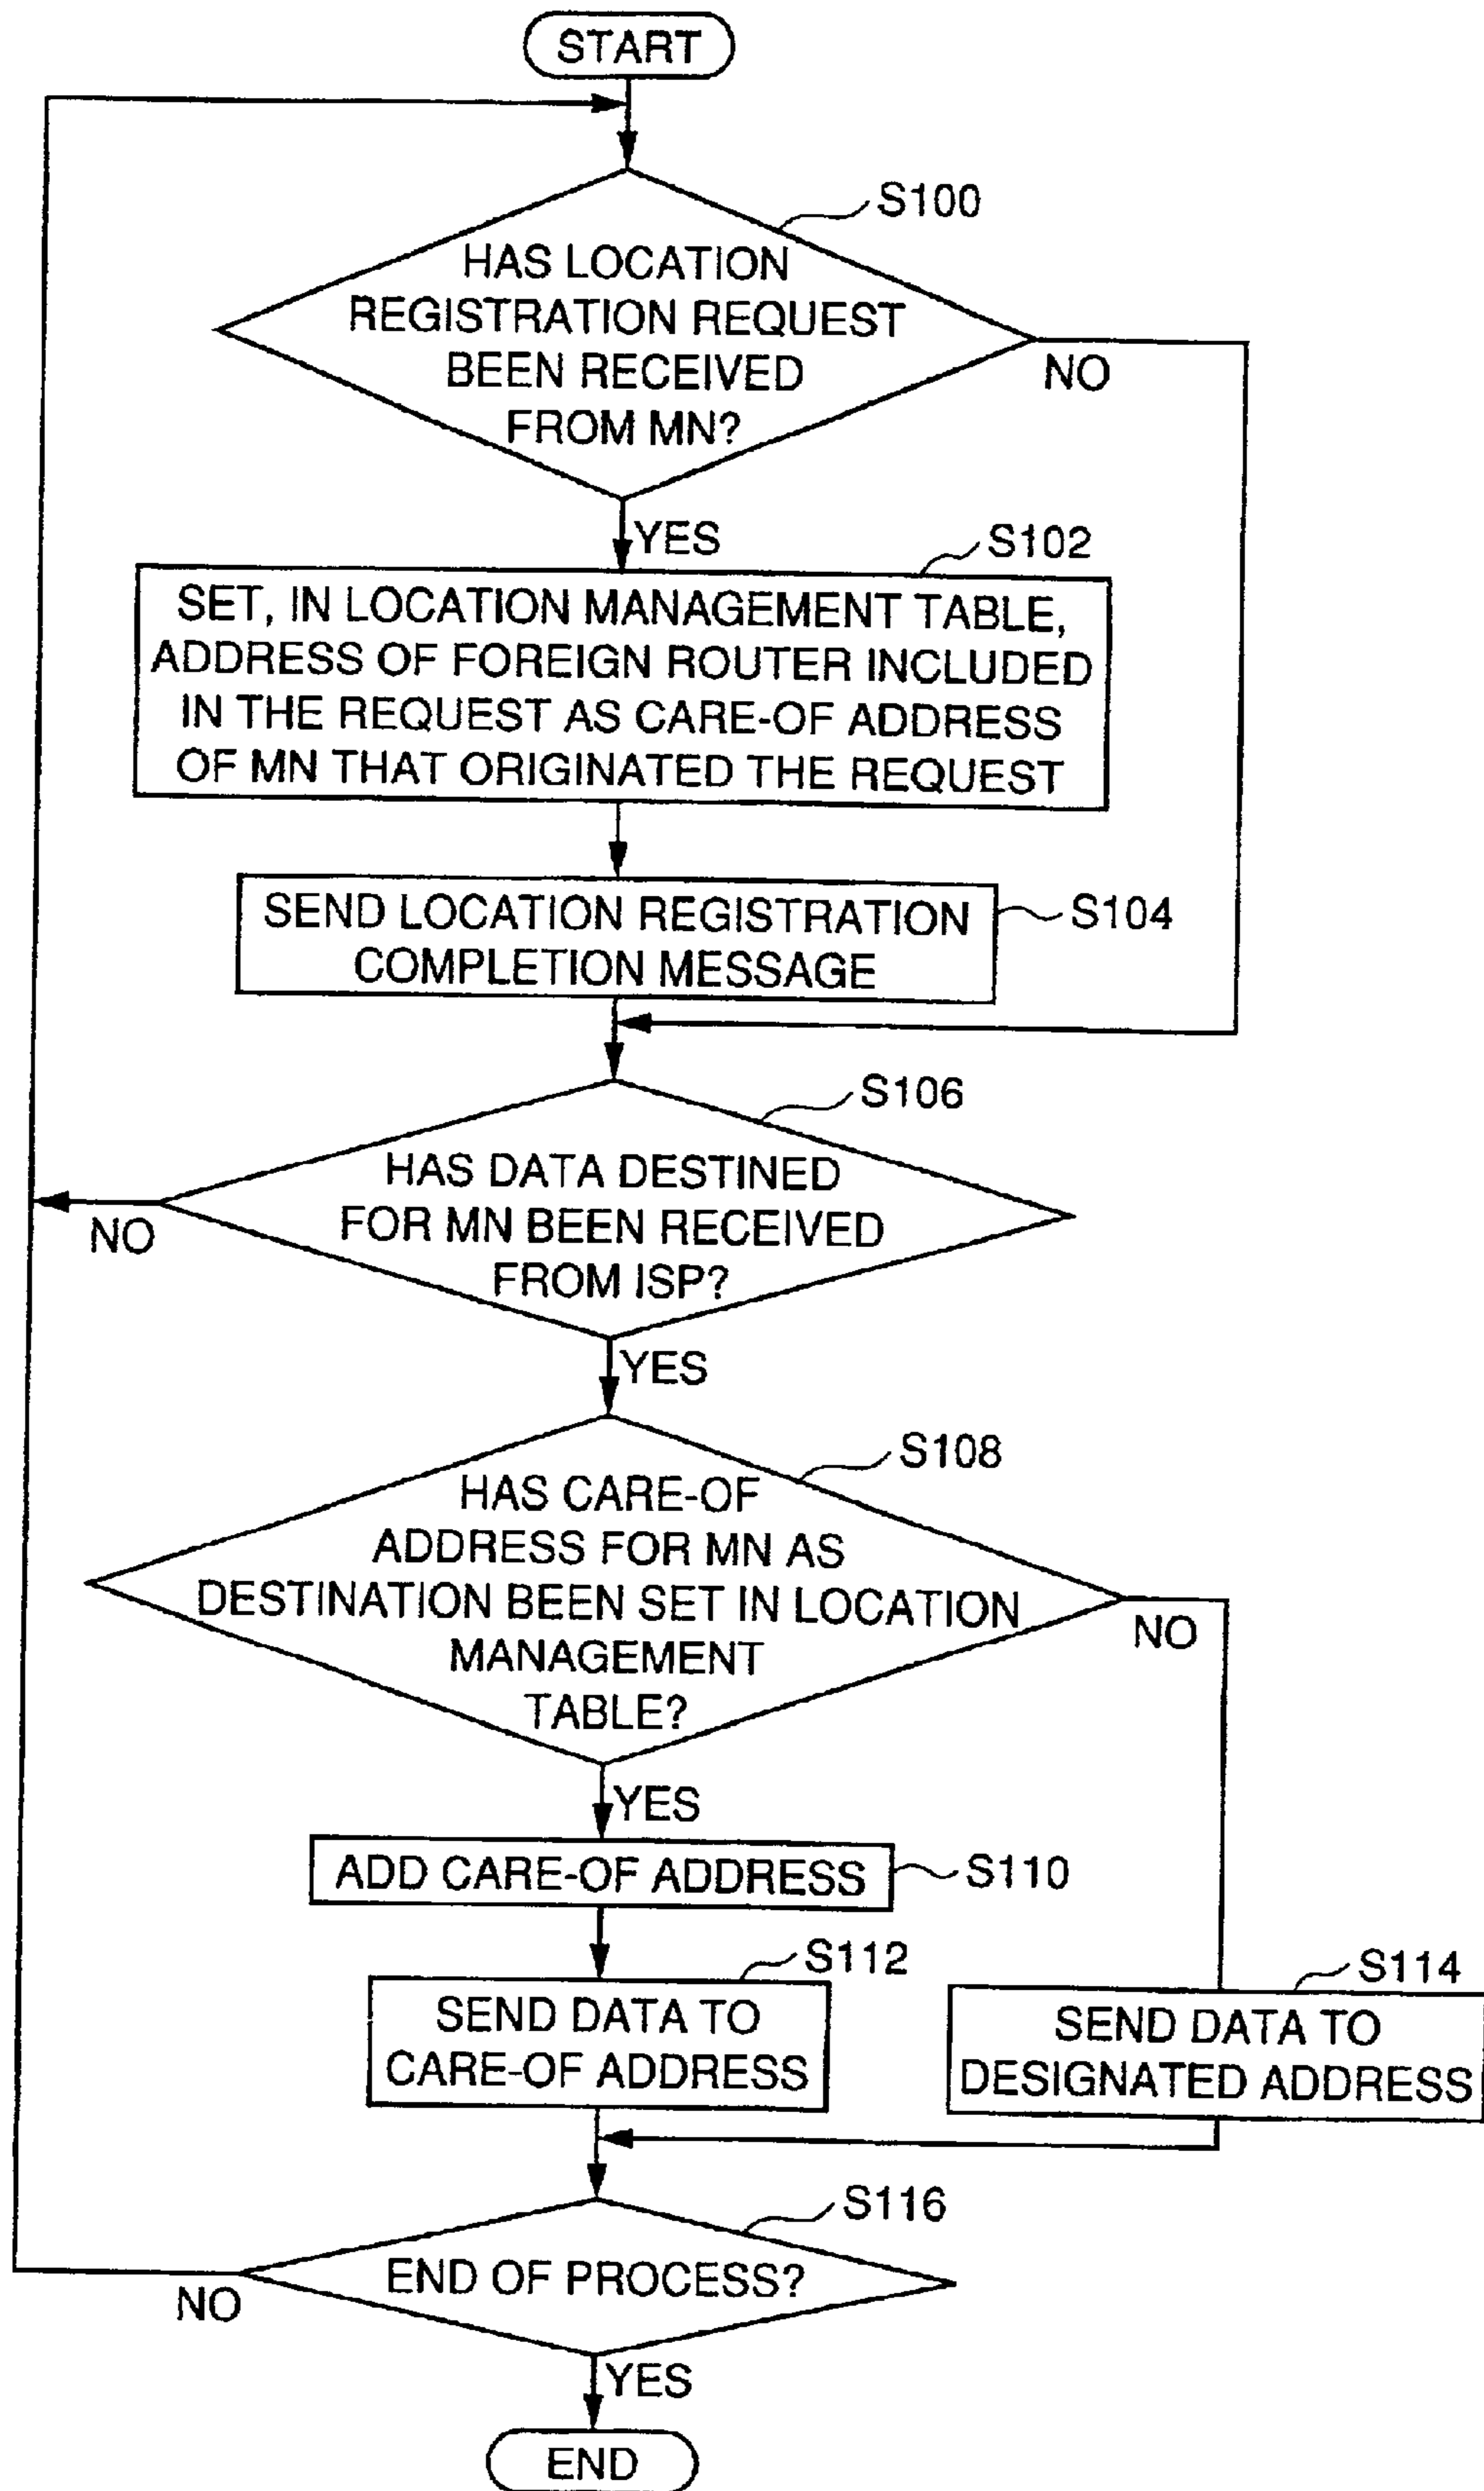 START
S100
HAS LOCATION
REGISTRATION REQUEST
BEEN RECEIVED
FROM MN?
NO
YES
S102
SET, IN LOCATION MANAGEMENT TABLE,
ADDRESS OF FOREIGN ROUTER INCLUDED
IN THE REQUEST AS CARE-OF ADDRESS
OF MN THAT ORIGINATED THE REQUEST
SEND LOCATION REGISTRATION
COMPLETION MESSAGE
S104
S106
HAS DATA DESTINED
FOR MN BEEN RECEIVED
FROM ISP?
NO
YES
S108
HAS CARE-OF
ADDRESS FOR MN AS
DESTINATION BEEN SET IN LOCATION
MANAGEMENT
TABLE?
NO
YES
ADD CARE-OF ADDRESS
S110
S112
SEND DATA TO
CARE-OF ADDRESS
S114
SEND DATA TO
DESIGNATED ADDRESS
S116
END OF PROCESS?
NO
YES
END